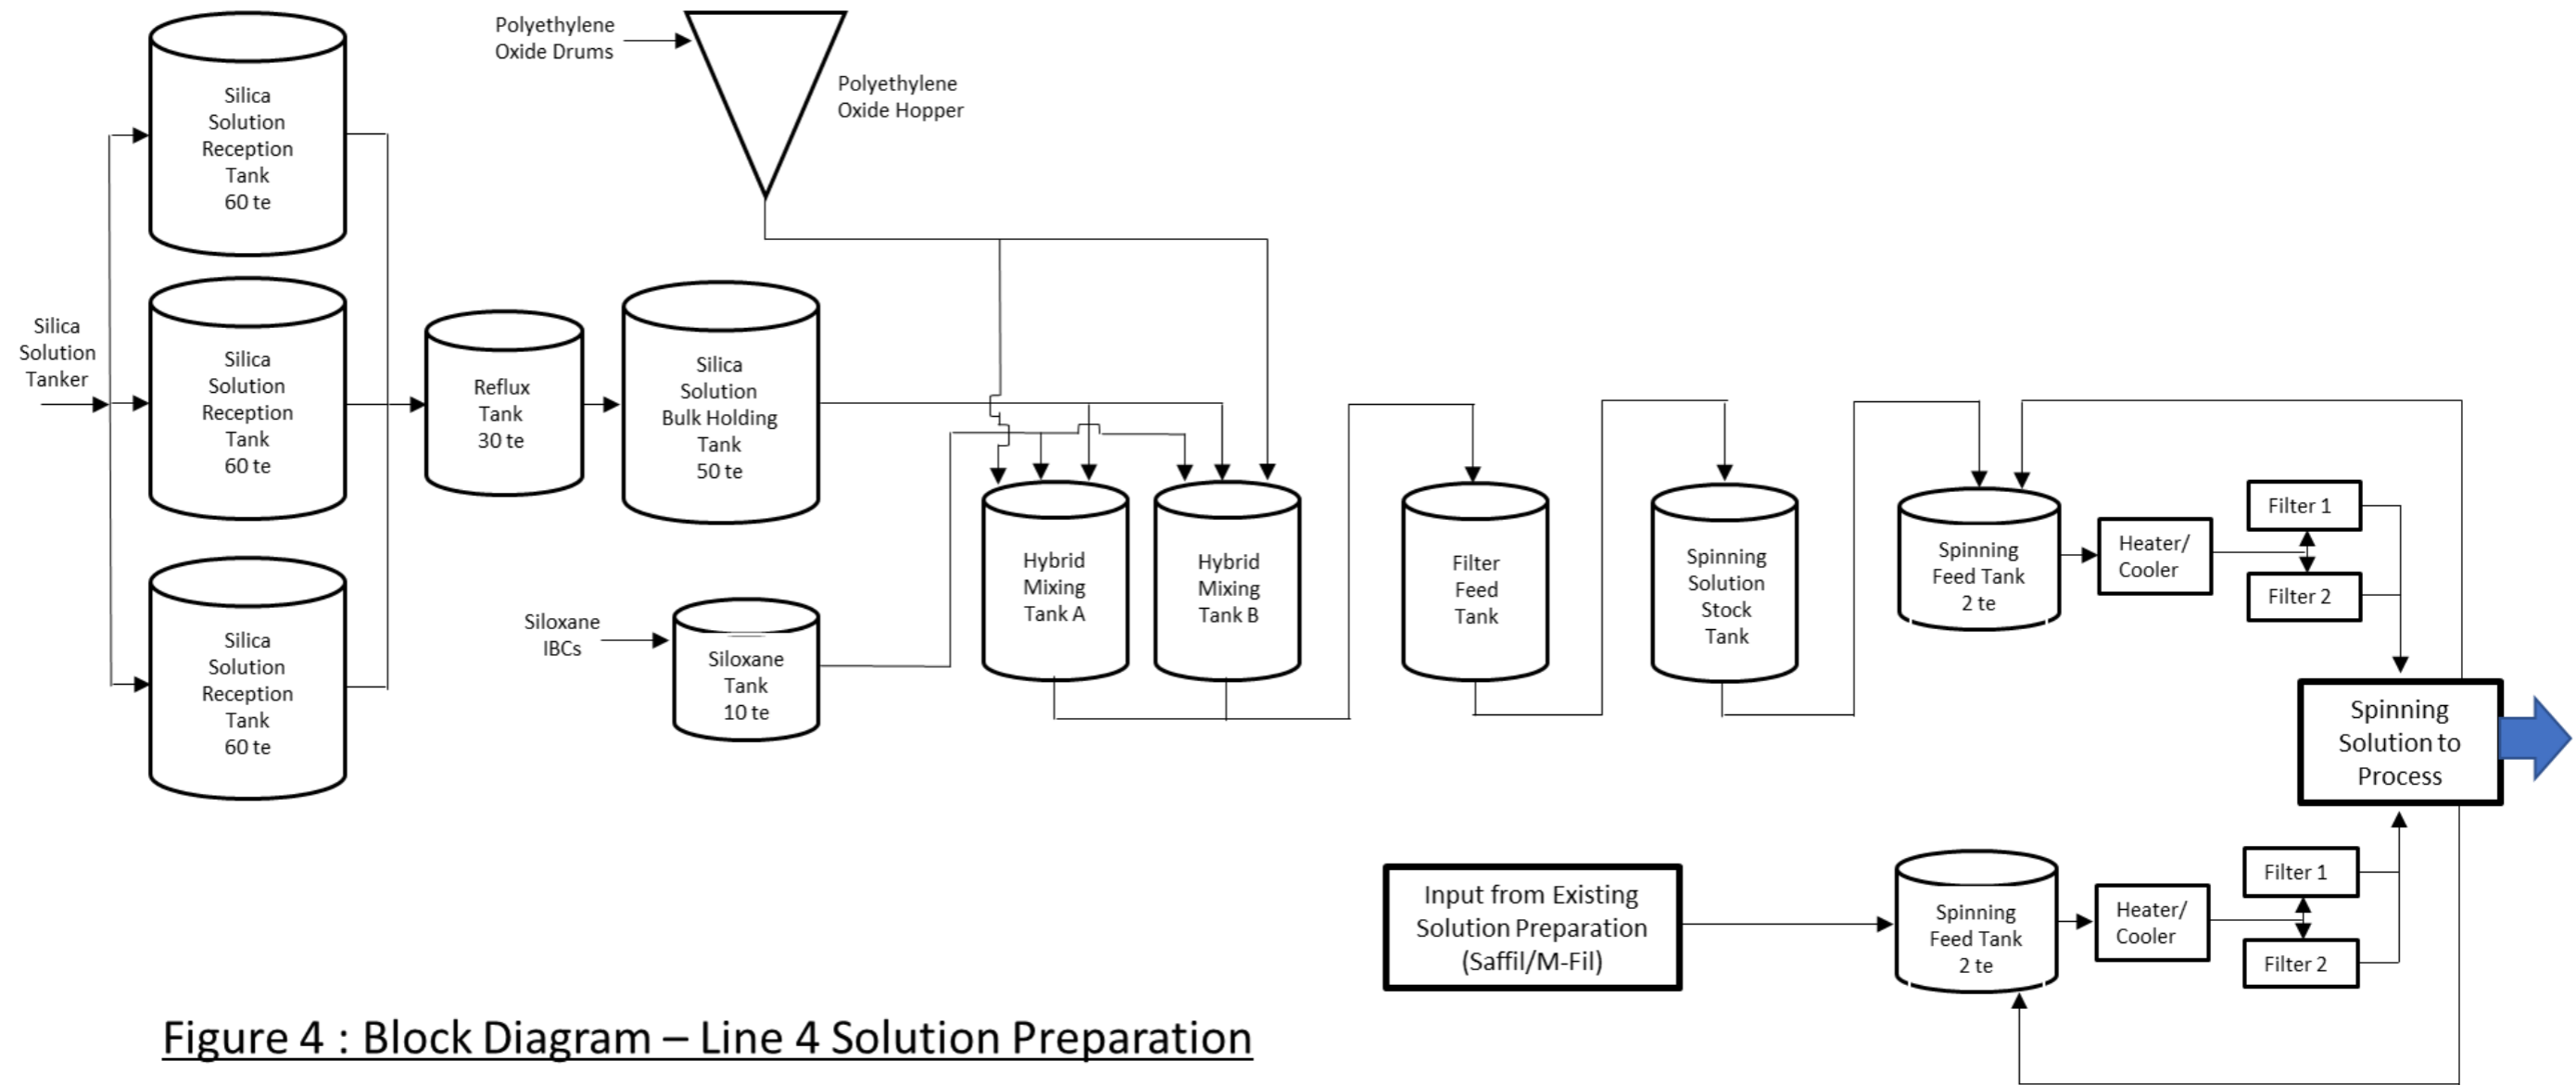 Silica
Solution
Reception
Tank
60 te
Polyethylene
Oxide Drums
Polyethylene
Oxide Hopper
Silica
Solution
Tanker
Silica
Solution
Reception
Tank
60 te
Reflux
Tank
30 te
Silica
Solution
Bulk Holding
Tank
50 te
Silica
Solution
Reception
Tank
60 te
Siloxane
IBCs
Siloxane
Tank
10 te
Hybrid
Mixing
Tank A
Hybrid
Mixing
Tank B
Filter
Feed
Tank
Spinning
Solution
Stock
Tank
Spinning
Feed Tank
2 te
Heater/
Cooler
Filter 1
Filter 2
Spinning
Solution to
Process
Input from Existing
Solution Preparation
(Saffil/M-Fil)
Spinning
Feed Tank
2 te
Heater/
Cooler
Filter 1
Filter 2
Figure 4 : Block Diagram – Line 4 Solution Preparation